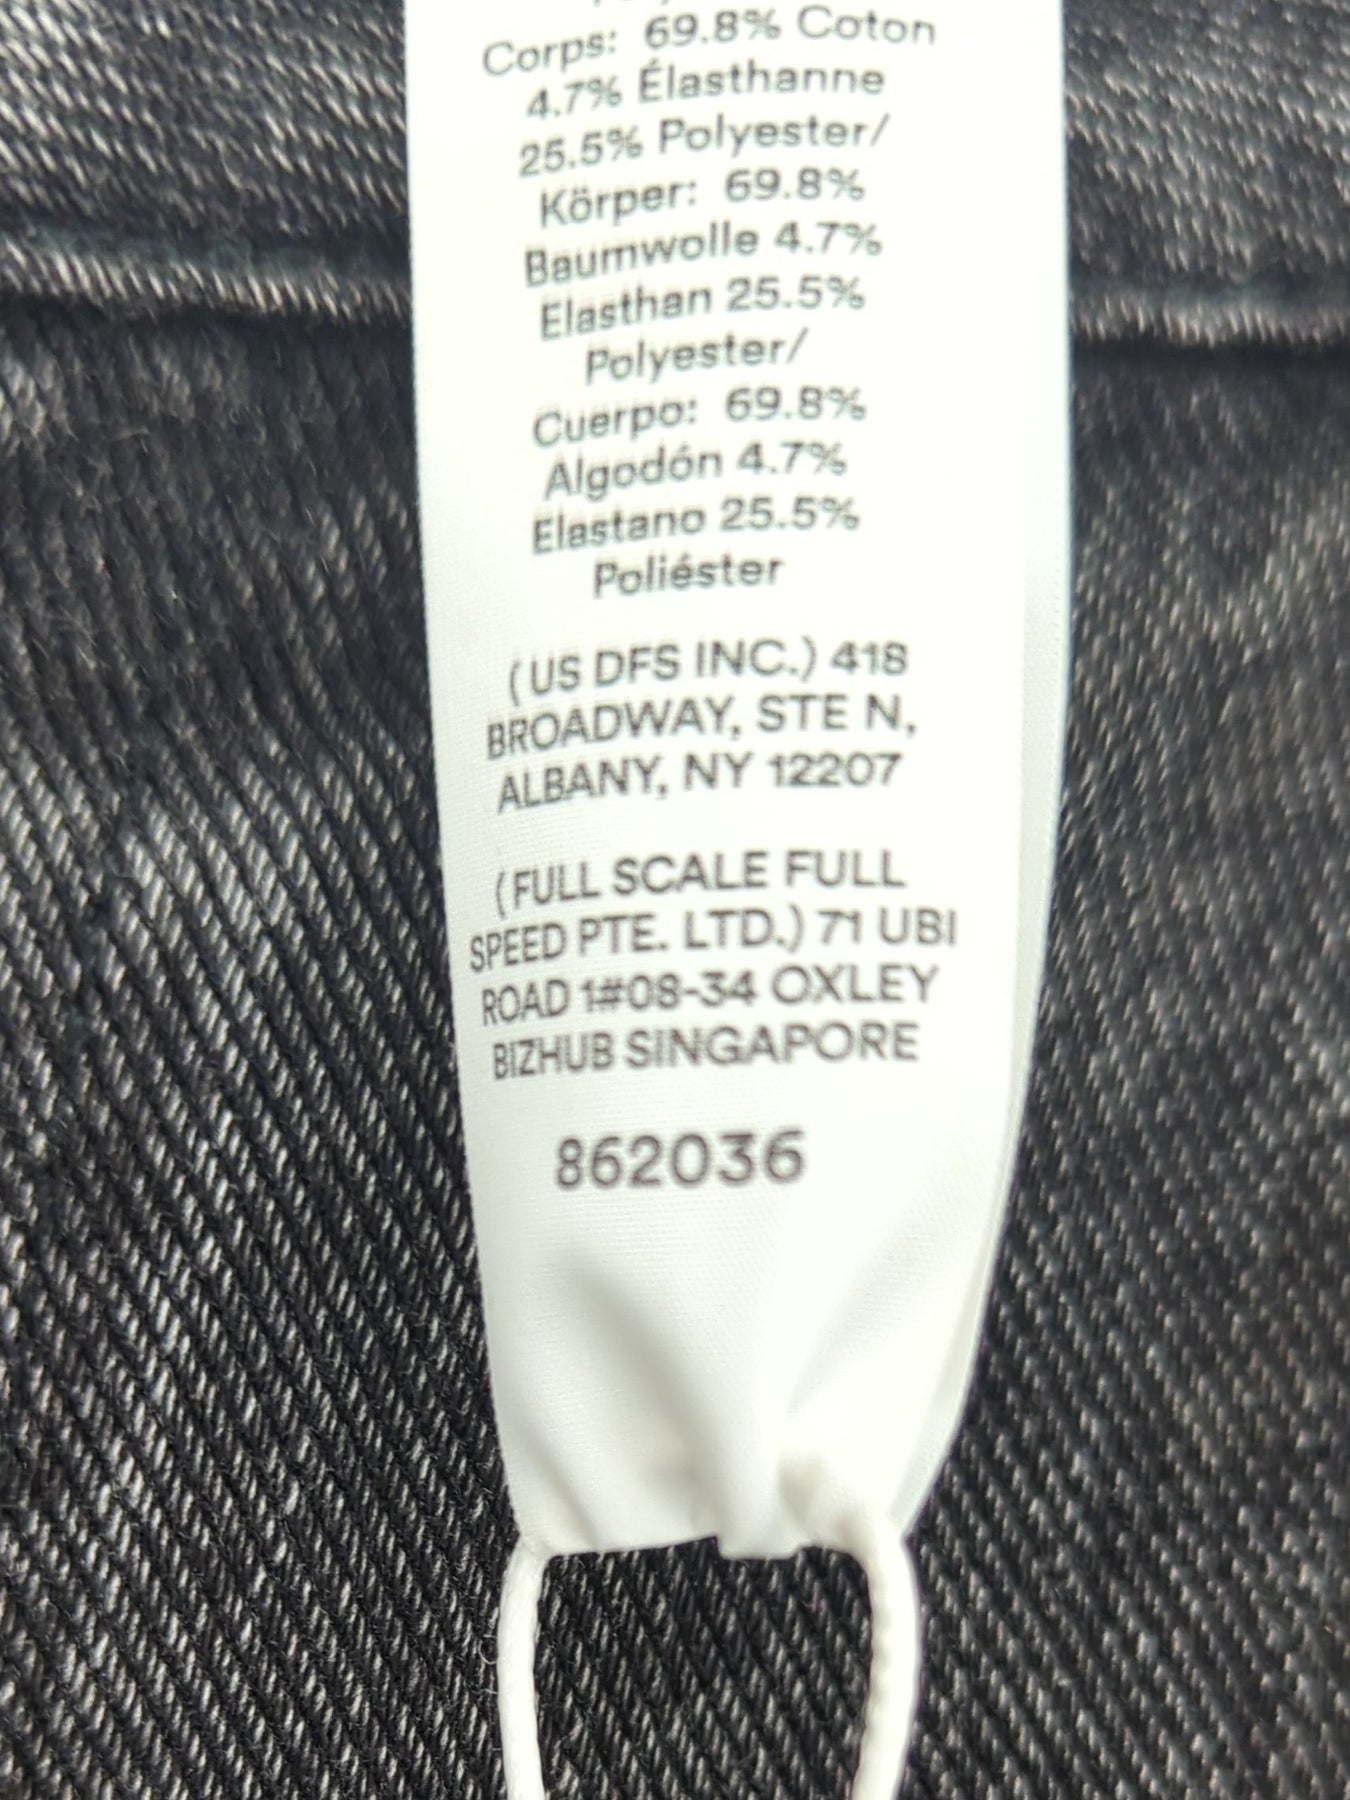 Corps: 69.8% Coton
4.7% Élasthanne
25.5% Polyester/
Körper: 69.8%
Baumwolle 4.7%
Elasthan 25.5%
Polyester/
Cuerpo: 69.8%
Algodón 4.7%
Elastano 25.5%
Poliéster
(US DFS INC.) 418
BROADWAY, STE N,
ALBANY, NY 12207
(FULL SCALE FULL
SPEED PTE. LTD.) 71 UBI
ROAD 1#08-34 OXLEY
BIZHUB SINGAPORE
862036